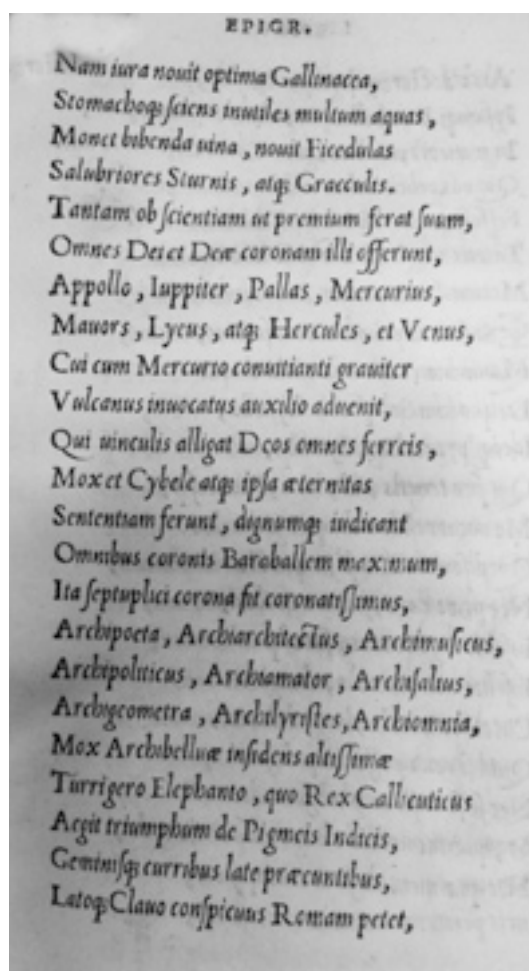 EPIGR.
Nam iura nouit optima Gallinacea,
Stomachoq; ſciens inutiles multum aquas,
Monet bibenda uina, nouit Ficedulas
Salubriores Sturnis, atq; Graeculis.
Tantam ob ſcientiam ut premium ferat ſuum,
Omnes Dei et Deæ coronam illi offerunt,
Appollo, Iuppiter, Pallas, Mercurius,
Mauors, Lyeus, atq; Hercules, et Venus,
Cui cum Mercurio conuitianti grauiter
Vulcanus inuocatus auxilio aduenit,
Qui uinculis alligat Deos omnes ferreis,
Mox et Cybele atq; ipſa æternitas
Sententiam ferunt, dignumq; iudicant
Omnibus coronis Baraballem maximum,
Ita ſeptuplici corona fit coronatiſſimus,
Archipoeta, Archiarchitectus, Archimuſicus,
Archipoliticus, Archiamator, Archiſalius,
Archigeometra, Archilyriſtes, Archiomnia,
Mox Archibelluæ inſidens altiſſimæ
Turrigero Elephanto, quo Rex Callecuticus
Aegit triumphum de Pigmeis Indicis,
Geminiſq; curribus late præeuntibus,
Latoq; Clauo conſpicuus Romam petet,